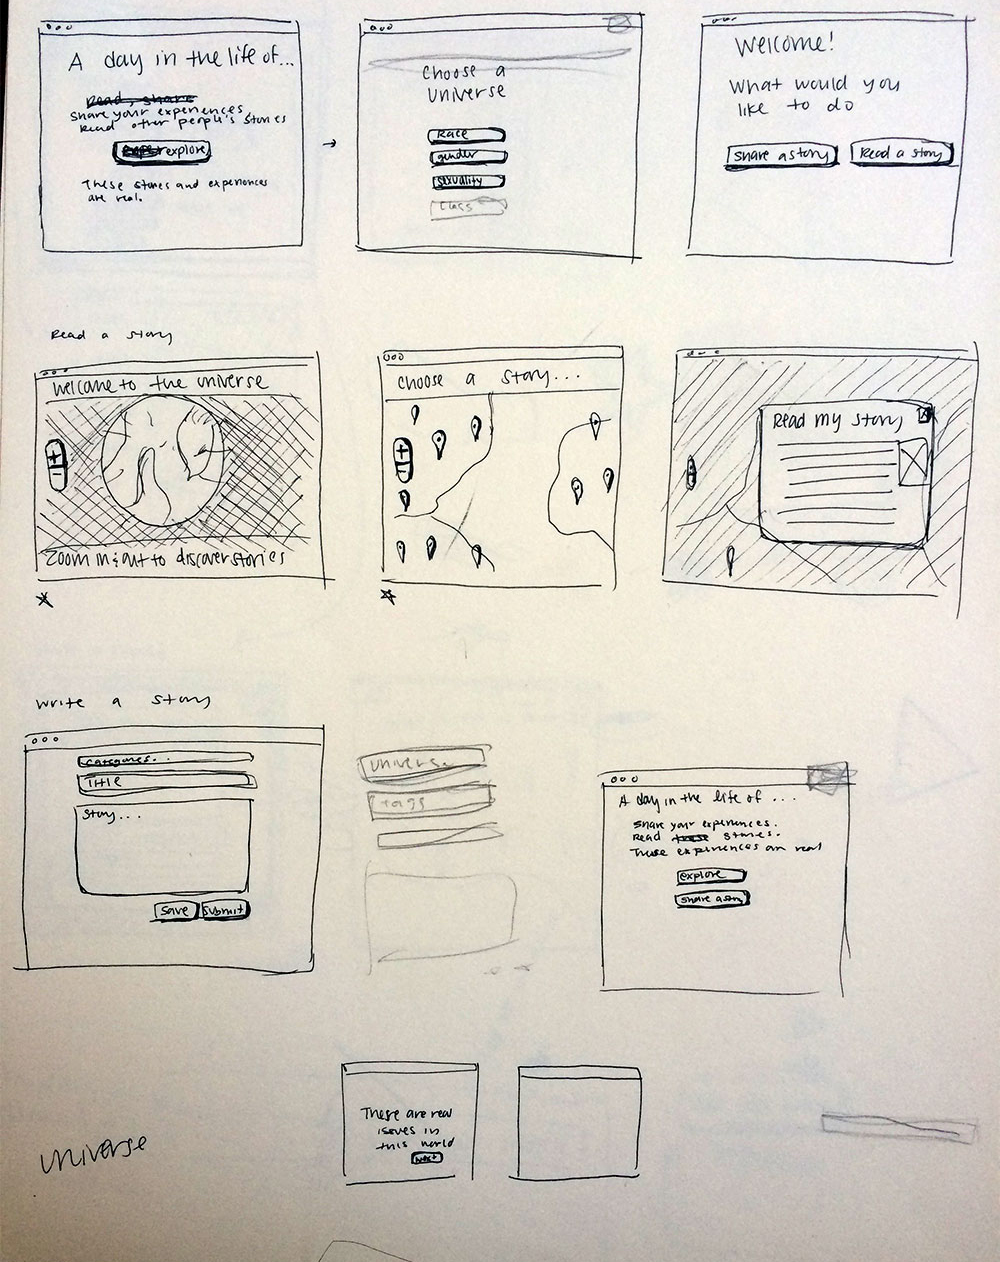 A day in the life of...
Read, share
Share your experiences
Read other people's stories
explore
These stories and experiences
are real.
Choose a
Universe
Race
gender
sexuality
Class
Welcome!
What would you
like to do
Share a story
Read a story
Read a story
Welcome to the universe
+
-
Zoom in & out to discover stories
Choose a story...
+
-
Read my story
Write a story
Categories...
Title
Story...
Save
Submit
Universe
tags
A day in the life of ...
Share your experiences.
Read these stories.
These experiences are real
explore
Share a story
These are real
issues in
this world
Next
Universe